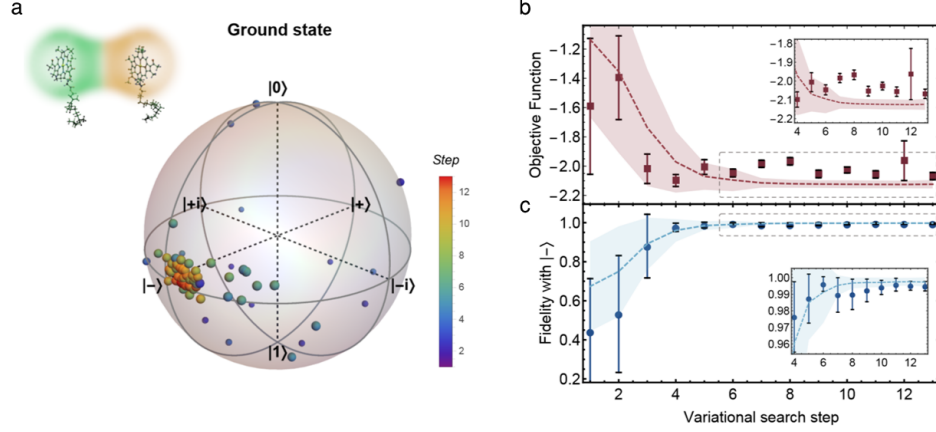 a
Ground state
|0⟩
|+i⟩
|+⟩
|−⟩
|−i⟩
|1⟩
Step
12
10
8
6
4
2
b
Objective Function
−1.2
−1.4
−1.6
−1.8
−2.0
−2.2
−1.8
−1.9
−2.0
−2.1
−2.2
4 6 8 10 12
c
Fidelity with |−⟩
1.0
0.8
0.6
0.4
0.2
1.00
0.99
0.98
0.97
0.96
4 6 8 10 12
2 4 6 8 10 12
Variational search step